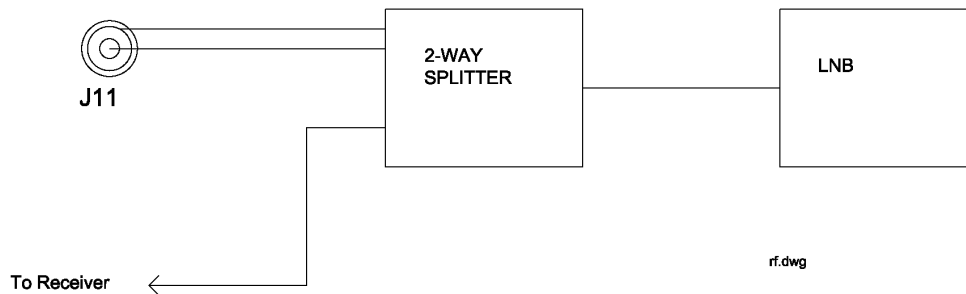 2-WAY
SPLITTER
LNB
J11
rf.dwg
To Receiver